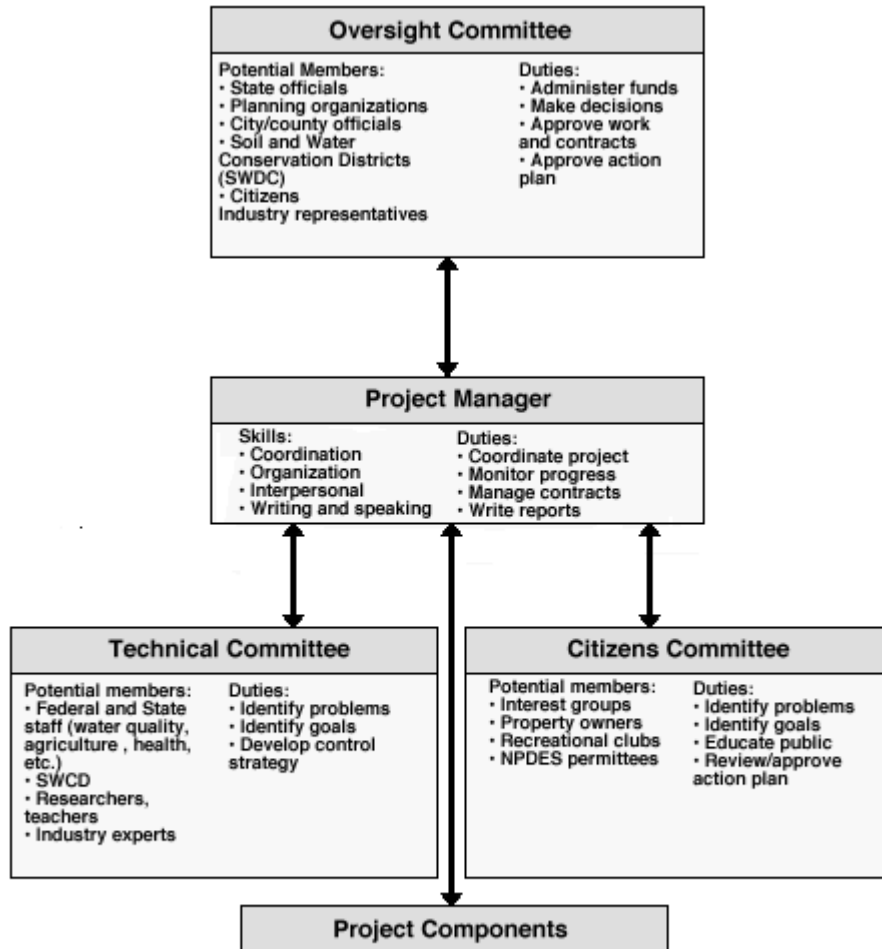 Oversight Committee
Potential Members:
• State officials
• Planning organizations
• City/county officials
• Soil and Water
Conservation Districts
(SWDC)
• Citizens
Industry representatives
Duties:
• Administer funds
• Make decisions
• Approve work
and contracts
• Approve action
plan
Project Manager
Skills:
• Coordination
• Organization
• Interpersonal
• Writing and speaking
Duties:
• Coordinate project
• Monitor progress
• Manage contracts
• Write reports
Technical Committee
Potential members:
• Federal and State
staff (water quality,
agriculture , health,
etc.)
• SWCD
• Researchers,
teachers
• Industry experts
Duties:
• Identify problems
• Identify goals
• Develop control
strategy
Citizens Committee
Potential members:
• Interest groups
• Property owners
• Recreational clubs
• NPDES permittees
Duties:
• Identify problems
• Identify goals
• Educate public
• Review/approve
action plan
Project Components